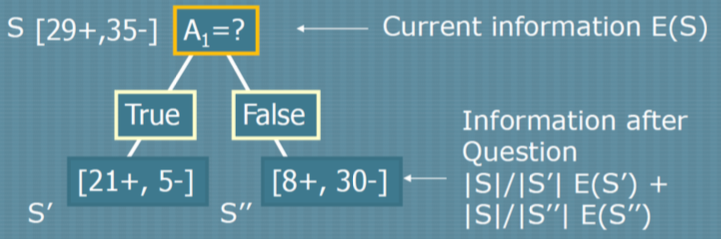 S [29+,35-] A₁=? Current information E(S)
True False
Information after
Question
[21+, 5-] [8+, 30-] |S|/|S'| E(S') +
S' S" |S|/|S"| E(S")